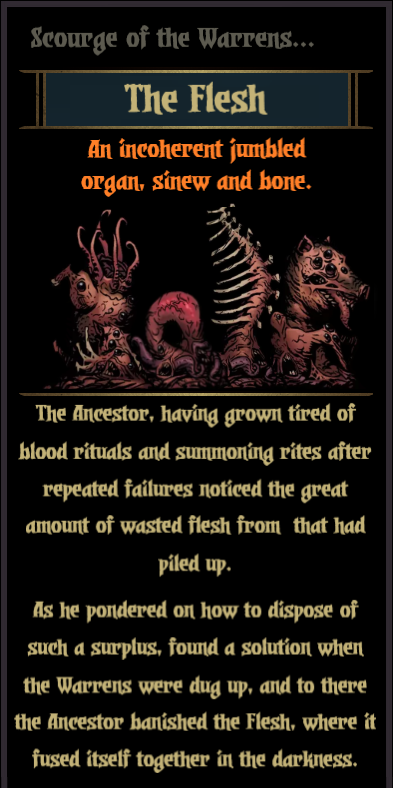 Scourge of the Warrens...
The Flesh
An incoherent jumbled
organ, sinew and bone.
The Ancestor, having grown tired of
blood rituals and summoning rites after
repeated failures noticed the great
amount of wasted flesh from that had
piled up.
As he pondered on how to dispose of
such a surplus, found a solution when
the Warrens were dug up, and to there
the Ancestor banished the Flesh, where it
fused itself together in the darkness.